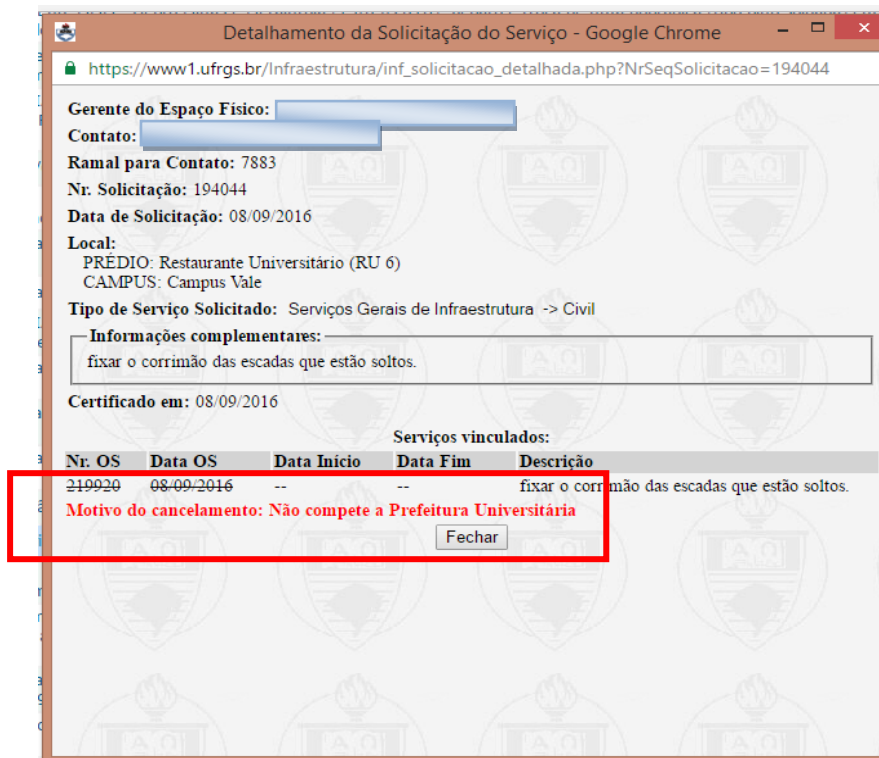 Detalhamento da Solicitação do Serviço - Google Chrome
https://www1.ufrgs.br/Infraestrutura/inf_solicitacao_detalhada.php?NrSeqSolicitacao=194044
Gerente do Espaço Físico:
Contato:
Ramal para Contato: 7883
Nr. Solicitação: 194044
Data de Solicitação: 08/09/2016
Local:
PRÉDIO: Restaurante Universitário (RU 6)
CAMPUS: Campus Vale
Tipo de Serviço Solicitado: Serviços Gerais de Infraestrutura -> Civil
Informações complementares:
fixar o corrimão das escadas que estão soltos.
Certificado em: 08/09/2016
Serviços vinculados:
Nr. OS Data OS Data Início Data Fim Descrição
219920 08/09/2016 -- -- fixar o corrimão das escadas que estão soltos.
Motivo do cancelamento: Não compete a Prefeitura Universitária
Fechar